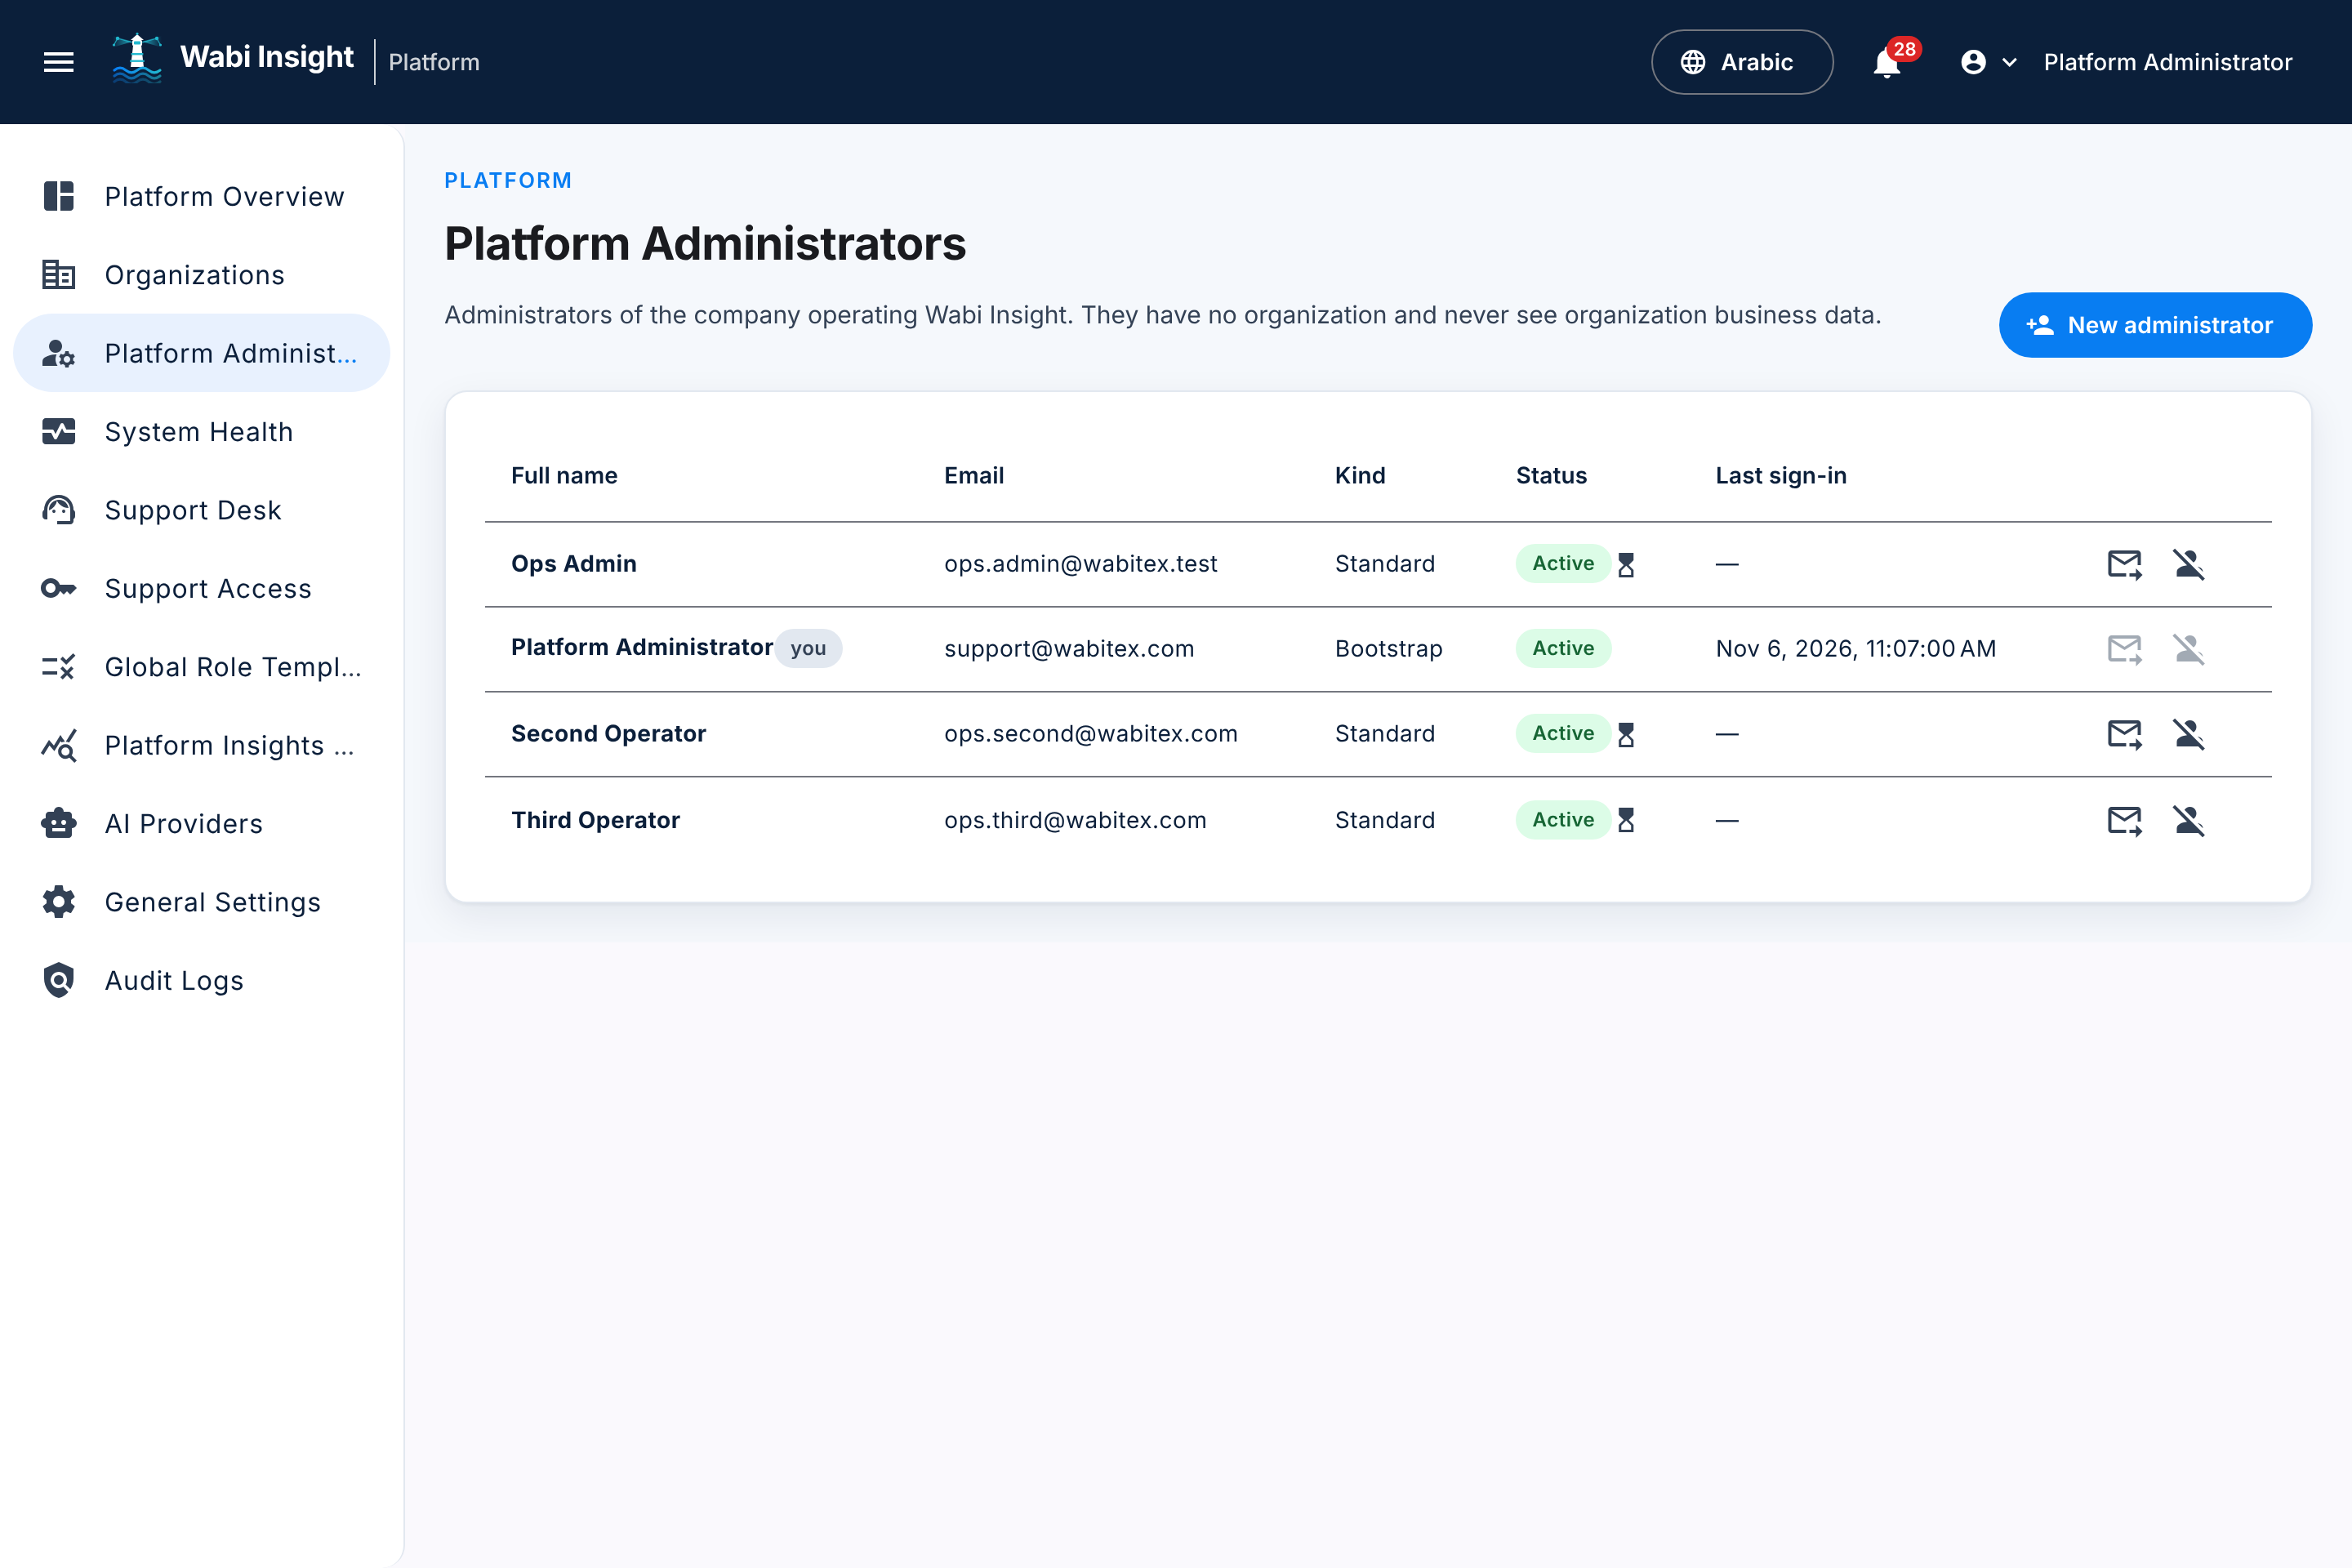 Wabi Insight
Platform
Arabic
28
Platform Administrator
Platform Overview
Organizations
Platform Administ...
System Health
Support Desk
Support Access
Global Role Templ...
Platform Insights ...
AI Providers
General Settings
Audit Logs
PLATFORM
Platform Administrators
Administrators of the company operating Wabi Insight. They have no organization and never see organization business data.
New administrator
Full name Email Kind Status Last sign-in
Ops Admin ops.admin@wabitex.test Standard Active —
Platform Administrator you support@wabitex.com Bootstrap Active Nov 6, 2026, 11:07:00 AM
Second Operator ops.second@wabitex.com Standard Active —
Third Operator ops.third@wabitex.com Standard Active —